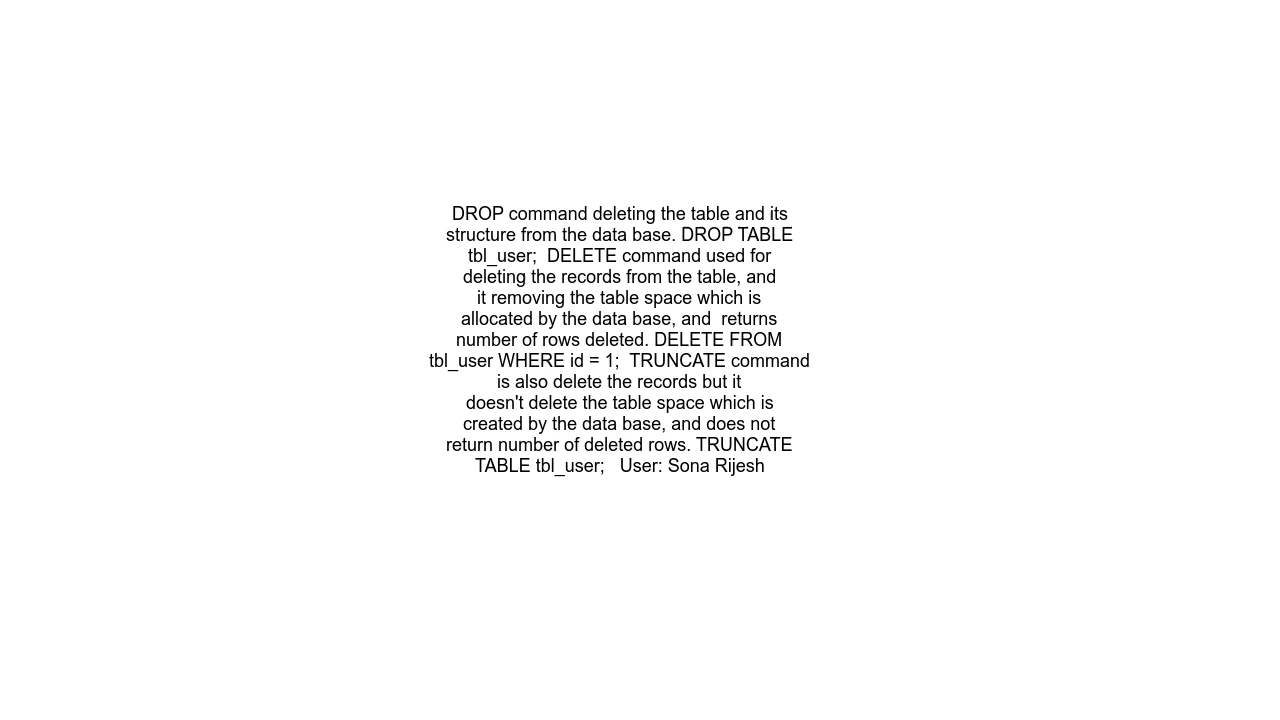 DROP command deleting the table and its
structure from the data base. DROP TABLE
tbl_user;  DELETE command used for
deleting the records from the table, and
it removing the table space which is
allocated by the data base, and  returns
number of rows deleted. DELETE FROM
tbl_user WHERE id = 1;  TRUNCATE command
is also delete the records but it
doesn't delete the table space which is
created by the data base, and does not
return number of deleted rows. TRUNCATE
TABLE tbl_user;   User: Sona Rijesh